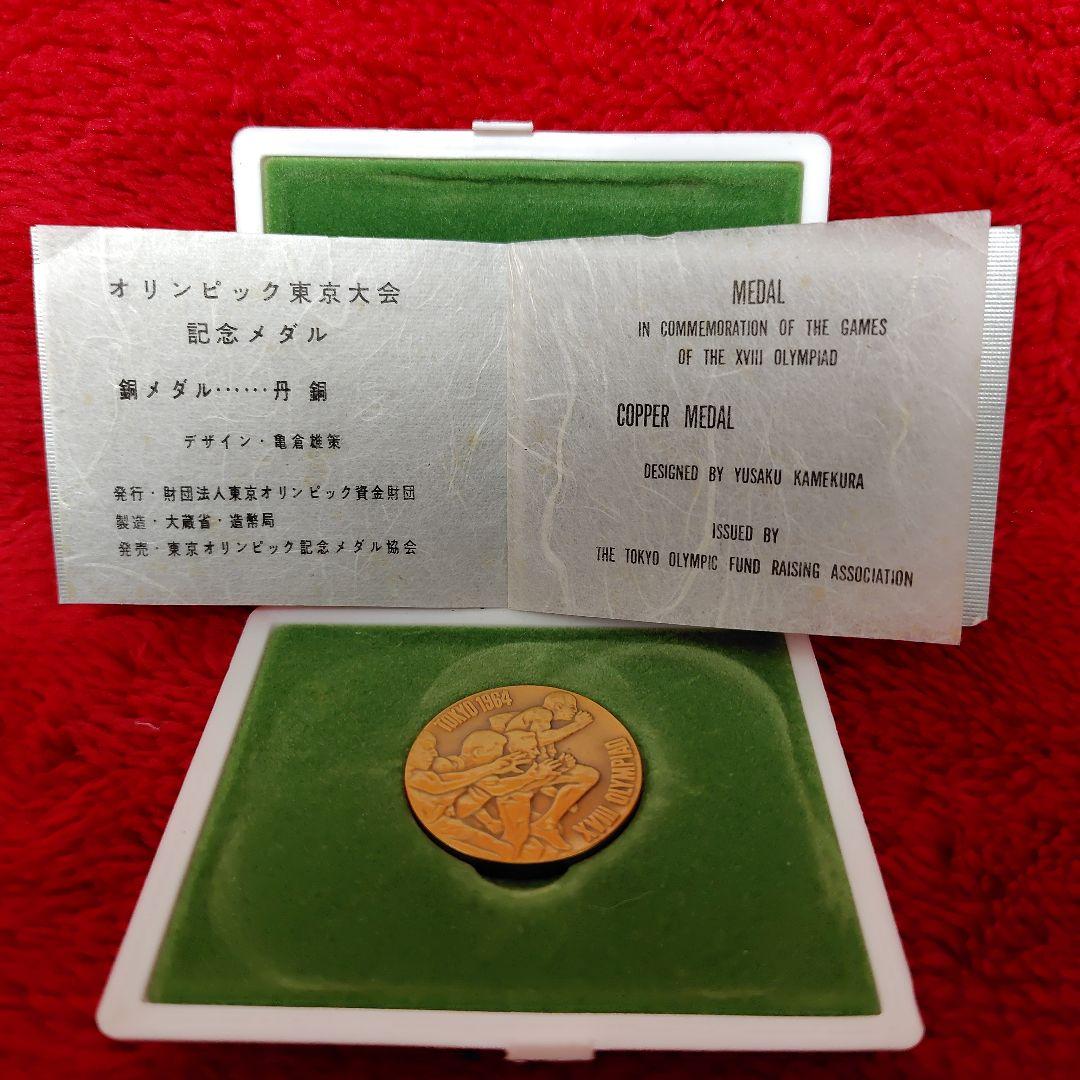 オリンピック東京大会
記念メダル
銅メダル……丹 銅
デザイン・亀倉雄策
発行・財団法人東京オリンピック資金財団
製造・大蔵省・造幣局
発売・東京オリンピック記念メダル協会
MEDAL
IN COMMEMORATION OF THE GAMES
OF THE XVIII OLYMPIAD
COPPER MEDAL
DESIGNED BY YUSAKU KAMEKURA
ISSUED BY
THE TOKYO OLYMPIC FUND RAISING ASSOCIATION
TOKYO 1964
XVIII OLYMPIAD